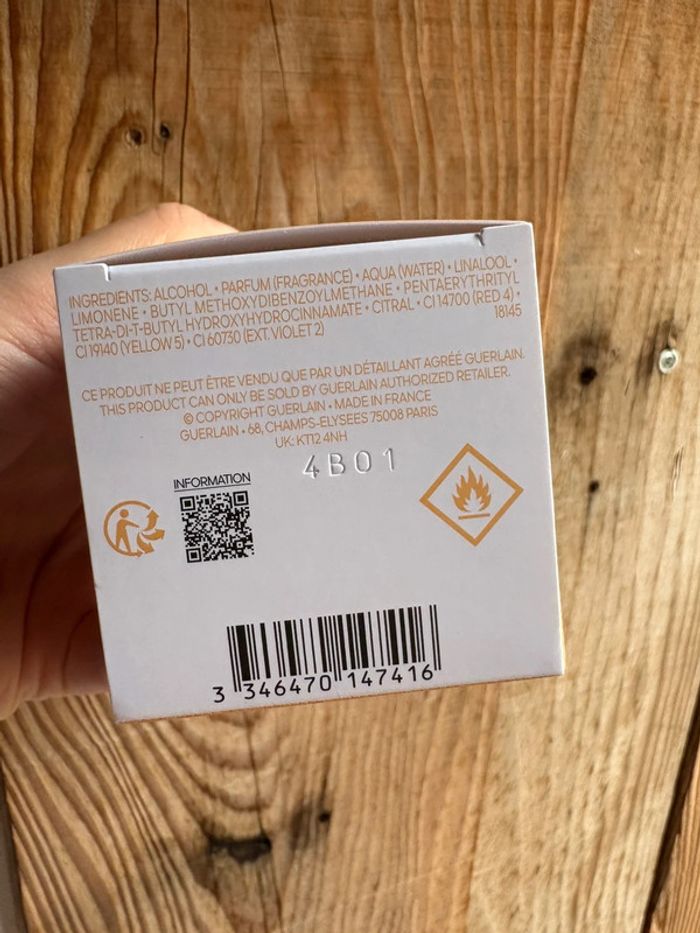 INGREDIENTS: ALCOHOL • PARFUM (FRAGRANCE) • AQUA (WATER) • LINALOOL •
LIMONENE • BUTYL METHOXYDIBENZOYLMETHANE • PENTAERYTHRITYL
TETRA-DI-T-BUTYL HYDROXYHYDROCINNAMATE • CITRAL • CI 14700 (RED 4) •
CI 19140 (YELLOW 5) • CI 60730 (EXT. VIOLET 2)
18145
CE PRODUIT NE PEUT ÊTRE VENDU QUE PAR UN DÉTAILLANT AGRÉÉ GUERLAIN.
THIS PRODUCT CAN ONLY BE SOLD BY GUERLAIN AUTHORIZED RETAILER.
© COPYRIGHT GUERLAIN • MADE IN FRANCE
GUERLAIN • 68, CHAMPS-ELYSEES 75008 PARIS
UK: KT12 4NH
4B01
INFORMATION
3 346470 147416